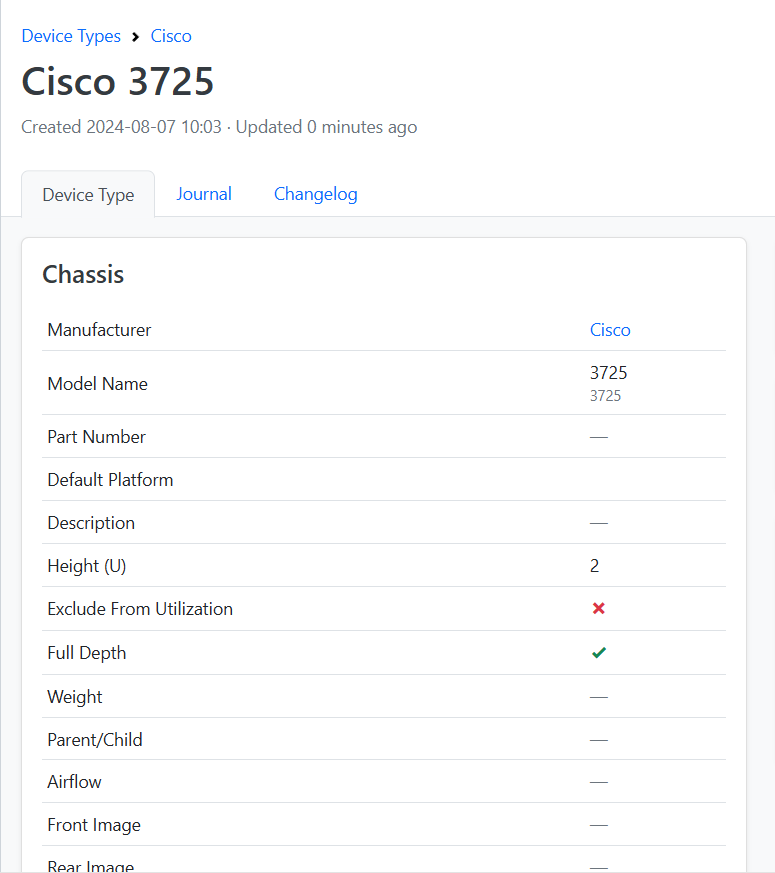 Device Types > Cisco
Cisco 3725
Created 2024-08-07 10:03 · Updated 0 minutes ago
Device Type Journal Changelog
Chassis
Manufacturer Cisco
Model Name 3725
3725
Part Number —
Default Platform
Description —
Height (U) 2
Exclude From Utilization ✖
Full Depth ✔
Weight —
Parent/Child —
Airflow —
Front Image —
Rear Image —